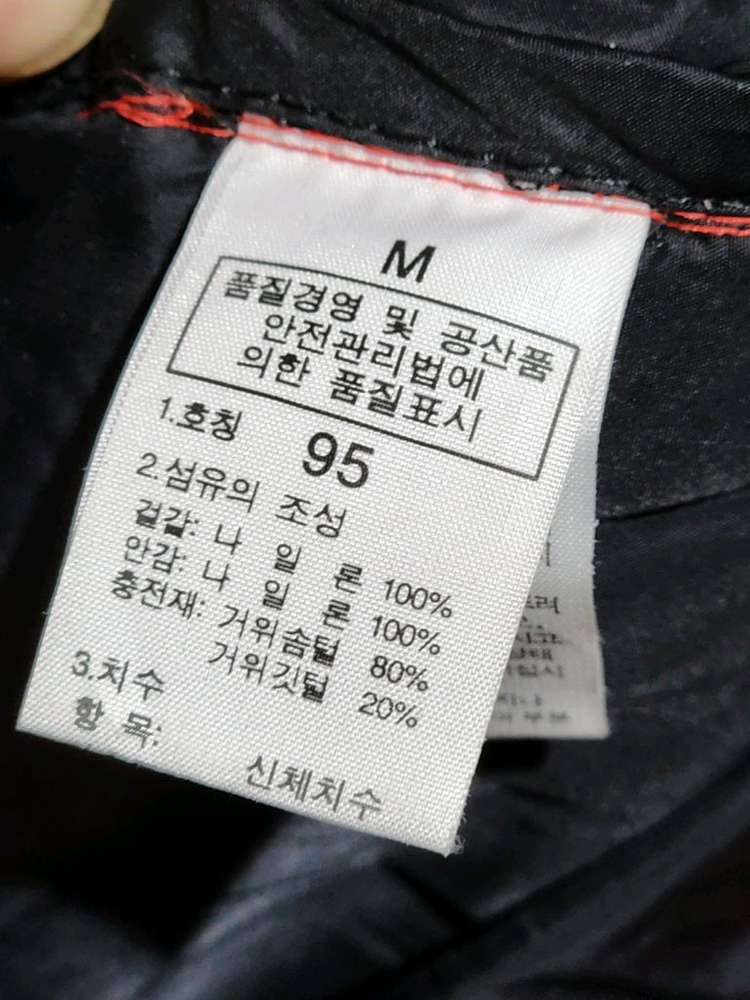 M
품질경영 및 공산품
안전관리법에
의한 품질표시
1.호칭 95
2.섬유의 조성
겉감: 나 일 론 100%
안감: 나 일 론 100%
충전재: 거위솜털 80%
거위깃털 20%
3.치수
항 목:
신체치수